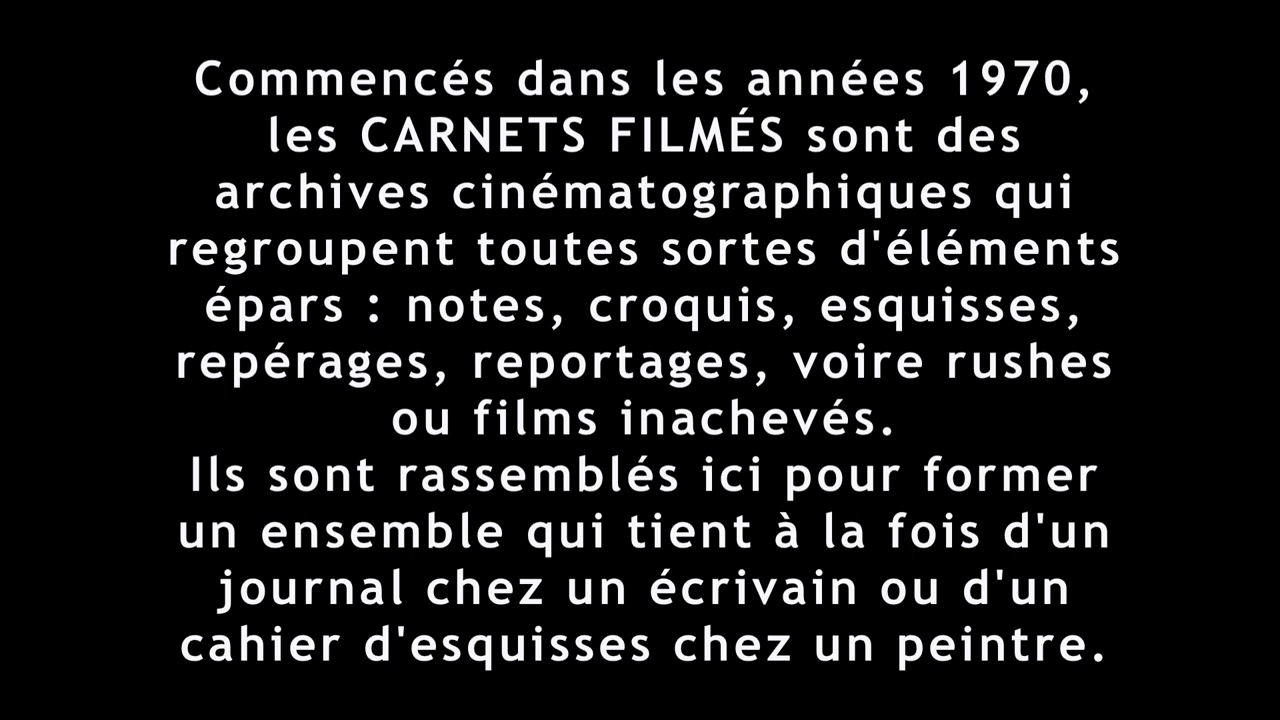 Commencés dans les années 1970,
les CARNETS FILMÉS sont des
archives cinématographiques qui
regroupent toutes sortes d'éléments
épars : notes, croquis, esquisses,
repérages, reportages, voire rushes
ou films inachevés.
Ils sont rassemblés ici pour former
un ensemble qui tient à la fois d'un
journal chez un écrivain ou d'un
cahier d'esquisses chez un peintre.